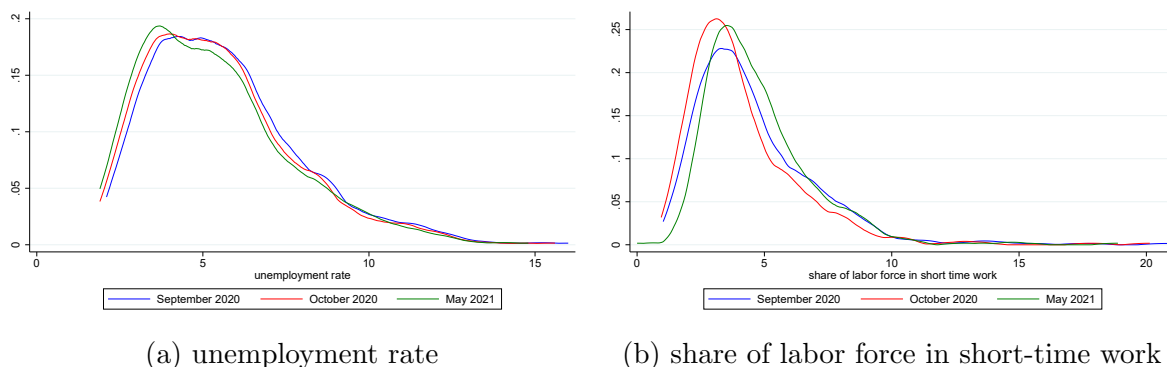 .2
.15
.1
.05
0
0 5 10 15
unemployment rate
September 2020 October 2020 May 2021
(a) unemployment rate
.25
.2
.15
.1
.05
0
0 5 10 15 20
share of labor force in short time work
September 2020 October 2020 May 2021
(b) share of labor force in short-time work